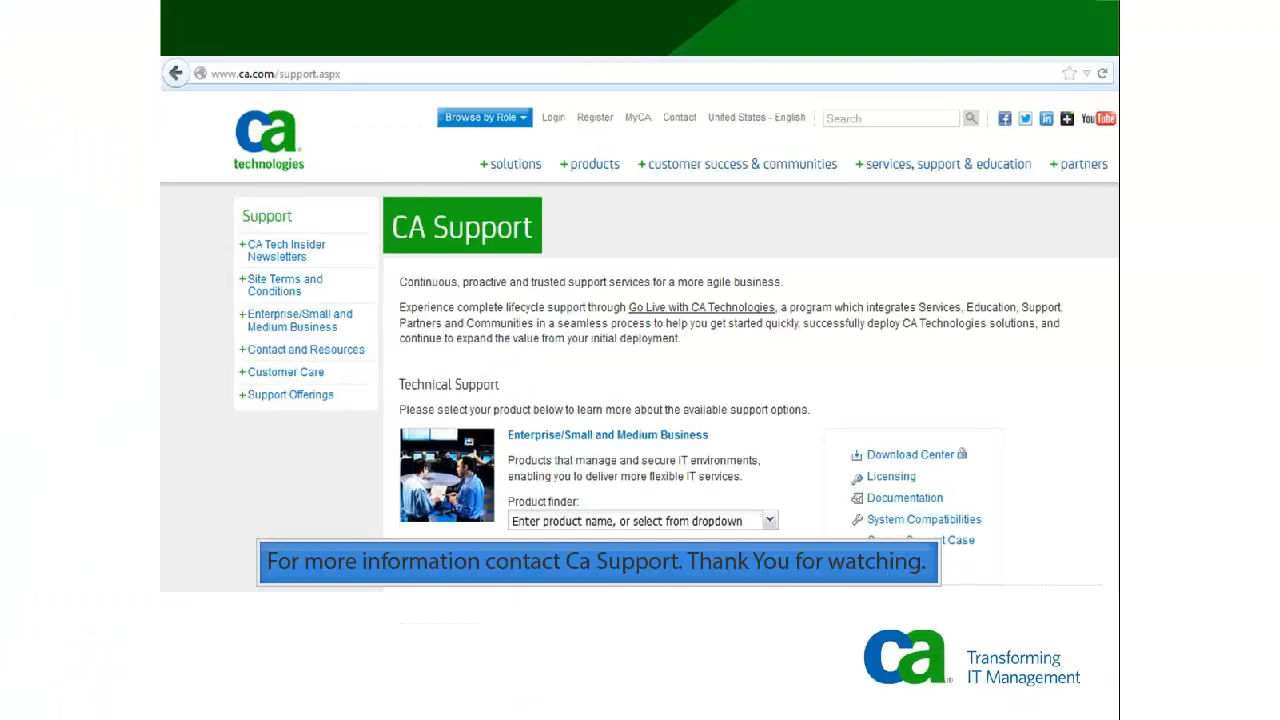 www.ca.com/support.aspx
ca
technologies
Browse by Role Login Register MyCA Contact United States - English Search You Tube
+ solutions + products + customer success & communities + services, support & education + partners
Support
+ CA Tech Insider
Newsletters
+ Site Terms and
Conditions
+ Enterprise/Small and
Medium Business
+ Contact and Resources
+ Customer Care
+ Support Offerings
CA Support
Continuous, proactive and trusted support services for a more agile business.
Experience complete lifecycle support through Go Live with CA Technologies, a program which integrates Services, Education, Support,
Partners and Communities in a seamless process to help you get started quickly, successfully deploy CA Technologies solutions, and
continue to expand the value from your initial deployment.
Technical Support
Please select your product below to learn more about the available support options.
Enterprise/Small and Medium Business
Products that manage and secure IT environments,
enabling you to deliver more flexible IT services.
Product finder:
Enter product name, or select from dropdown
Download Center
Licensing
Documentation
System Compatibilities
Case
For more information contact Ca Support. Thank You for watching.
ca
Transforming
IT Management